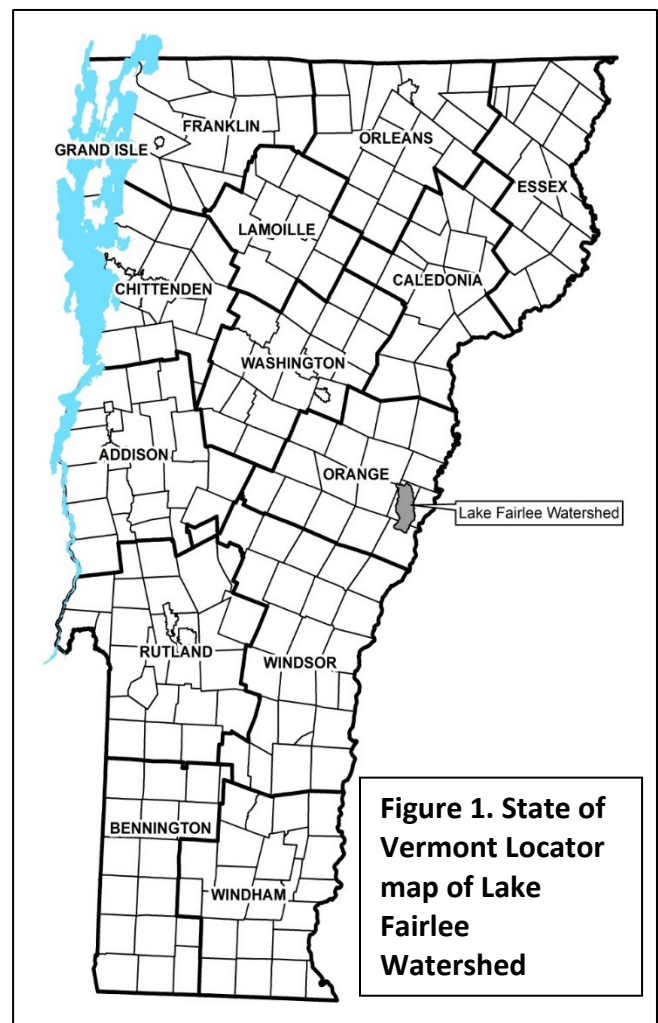 FRANKLIN
ORLEANS
GRAND ISLE
ESSEX
LAMOILLE
CALEDONIA
CHITTENDEN
WASHINGTON
ADDISON
ORANGE
Lake Fairlee Watershed
RUTLAND
WINDSOR
BENNINGTON
WINDHAM
Figure 1. State of
Vermont Locator
map of Lake
Fairlee
Watershed